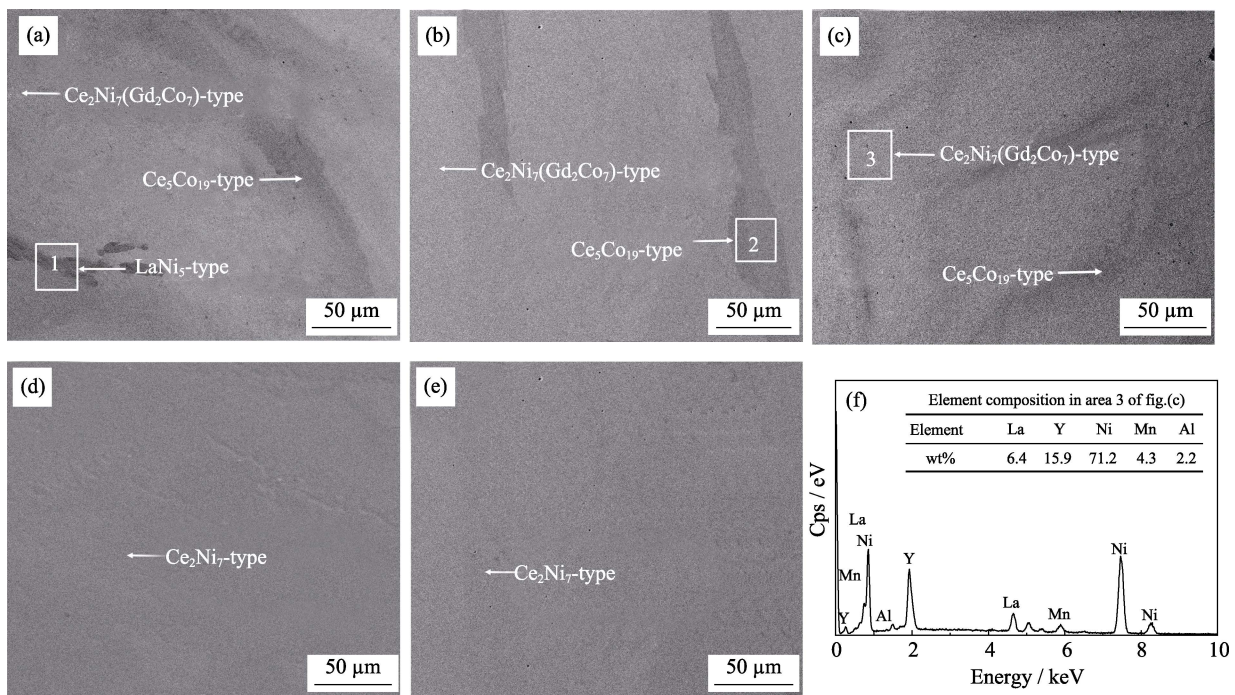 (a)
Ce₂Ni₇(Gd₂Co₇)-type
Ce₅Co₁₉-type
1
LaNi₅-type
50 μm
(b)
Ce₂Ni₇(Gd₂Co₇)-type
Ce₅Co₁₉-type
2
50 μm
(c)
3
Ce₂Ni₇(Gd₂Co₇)-type
Ce₅Co₁₉-type
50 μm
(d)
Ce₂Ni₇-type
50 μm
(e)
Ce₂Ni₇-type
50 μm
(f)
Element composition in area 3 of fig.(c)
Element La Y Ni Mn Al
wt% 6.4 15.9 71.2 4.3 2.2
Cps / eV
La
Ni
Mn
Y
Al
Y
La
Mn
Ni
Ni
0 2 4 6 8 10
Energy / keV